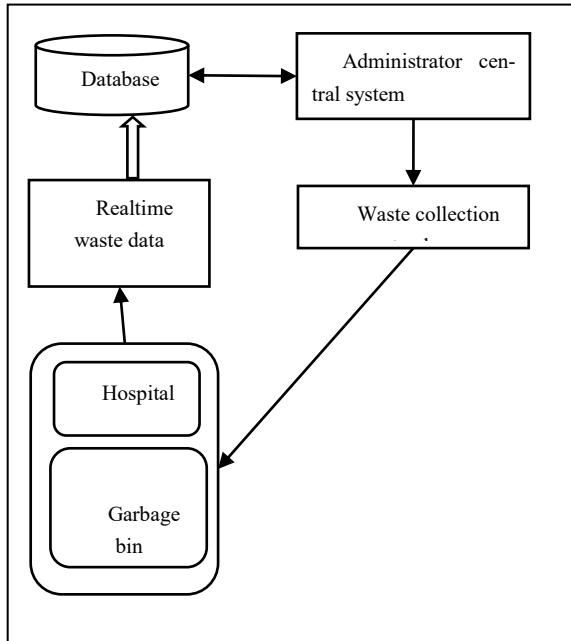 Database
Administrator cen-
tral system
Realtime
waste data
Waste collection
Hospital
Garbage
bin